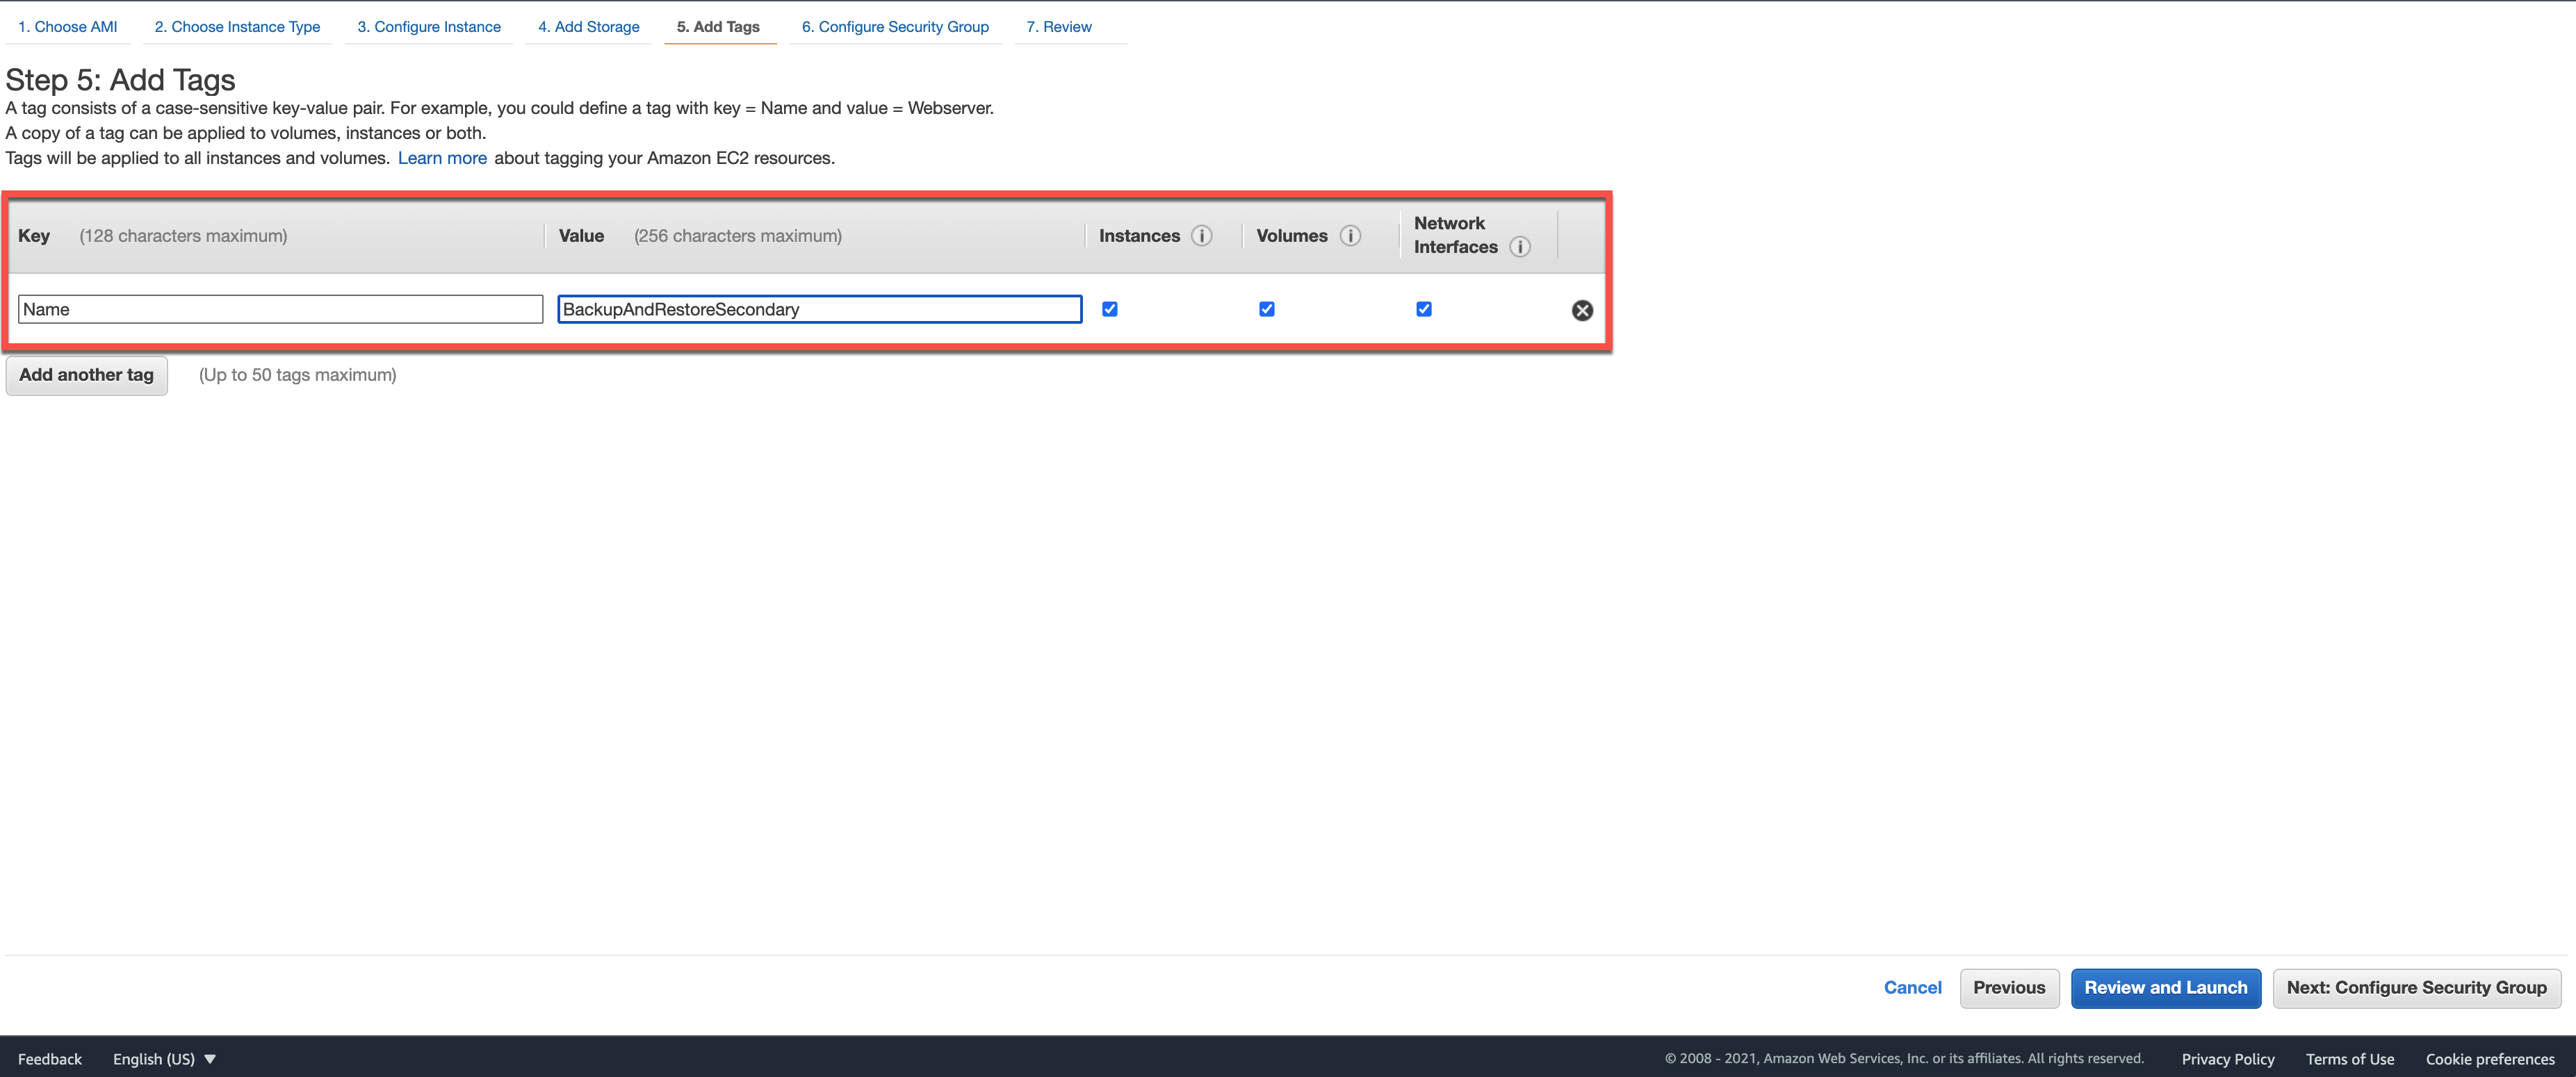 1. Choose AMI 2. Choose Instance Type 3. Configure Instance 4. Add Storage 5. Add Tags 6. Configure Security Group 7. Review
Step 5: Add Tags
A tag consists of a case-sensitive key-value pair. For example, you could define a tag with key = Name and value = Webserver.
A copy of a tag can be applied to volumes, instances or both.
Tags will be applied to all instances and volumes. Learn more about tagging your Amazon EC2 resources.
Key (128 characters maximum) Value (256 characters maximum) Instances i Volumes i Network Interfaces i
Name BackupAndRestoreSecondary
Add another tag (Up to 50 tags maximum)
Cancel Previous Review and Launch Next: Configure Security Group
Feedback English (US) © 2008 - 2021, Amazon Web Services, Inc. or its affiliates. All rights reserved. Privacy Policy Terms of Use Cookie preferences